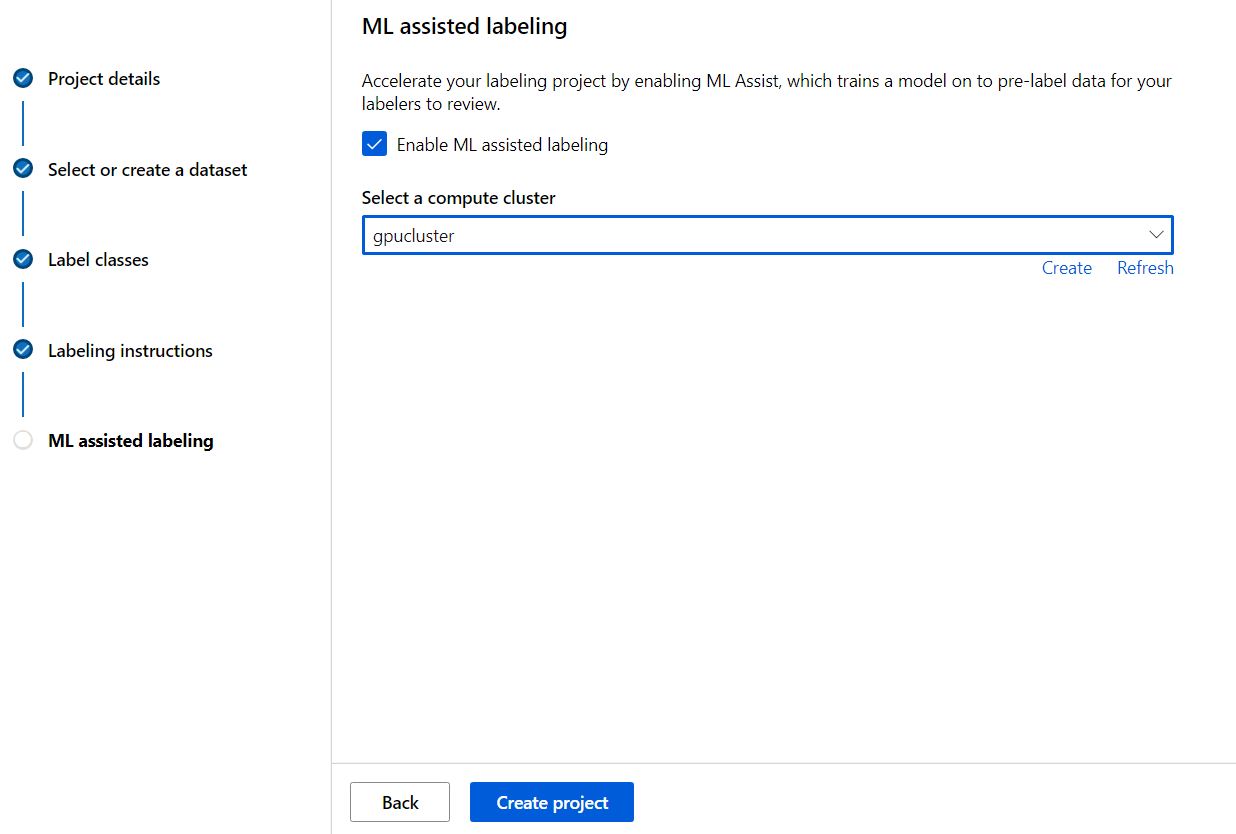 Project details
Select or create a dataset
Label classes
Labeling instructions
ML assisted labeling
ML assisted labeling
Accelerate your labeling project by enabling ML Assist, which trains a model on to pre-label data for your
labelers to review.
Enable ML assisted labeling
Select a compute cluster
gpucluster
Create Refresh
Back Create project